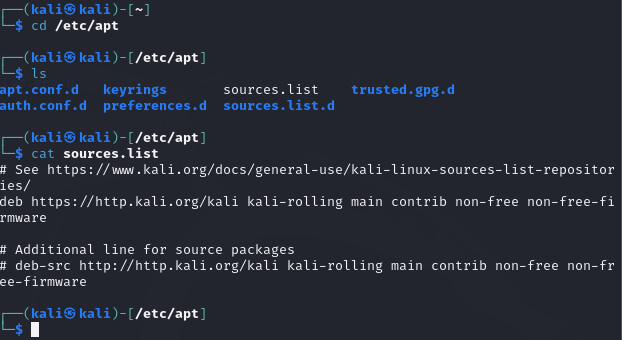 ┌──(kali㉿kali)-[~]
└─$ cd /etc/apt
┌──(kali㉿kali)-[/etc/apt]
└─$ ls
apt.conf.d keyrings sources.list trusted.gpg.d
auth.conf.d preferences.d sources.list.d
┌──(kali㉿kali)-[/etc/apt]
└─$ cat sources.list
# See https://www.kali.org/docs/general-use/kali-linux-sources-list-repositor
ies/
deb https://http.kali.org/kali kali-rolling main contrib non-free non-free-fi
rmware
# Additional line for source packages
# deb-src http://http.kali.org/kali kali-rolling main contrib non-free non-fr
ee-firmware
┌──(kali㉿kali)-[/etc/apt]
└─$